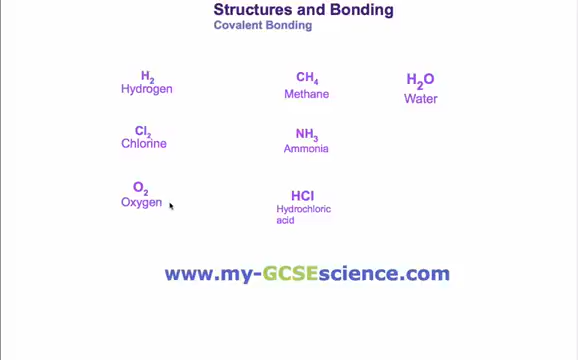 Structures and Bonding
Covalent Bonding
H₂
Hydrogen
CH₄
Methane
H₂O
Water
Cl₂
Chlorine
NH₃
Ammonia
O₂
Oxygen
HCl
Hydrochloric
acid
www.my-GCSEscience.com